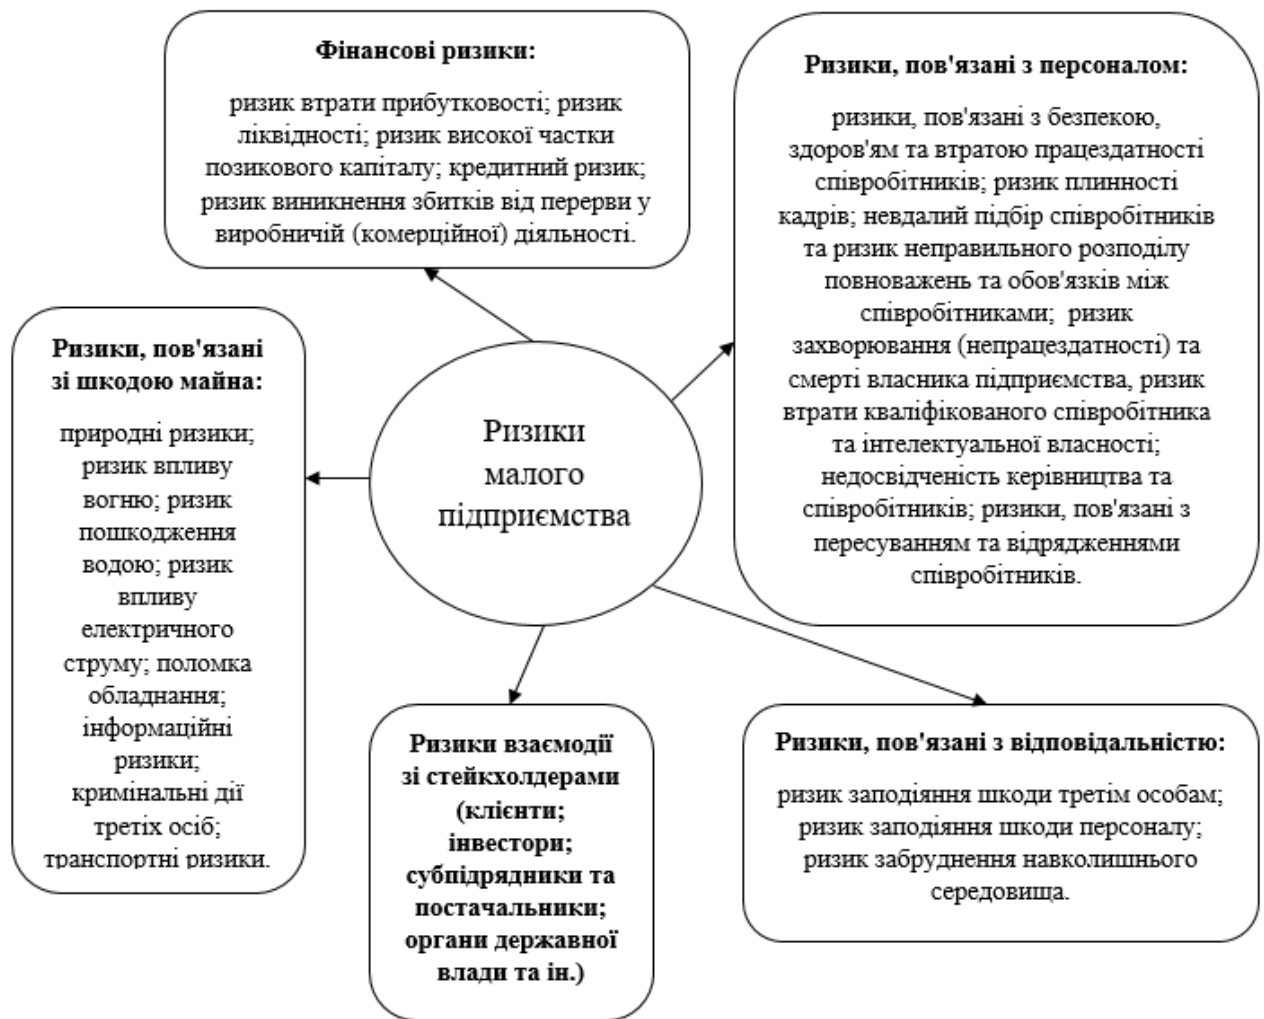 Фінансові ризики:
ризик втрати прибутковості; ризик
ліквідності; ризик високої частки
позикового капіталу; кредитний ризик;
ризик виникнення збитків від перерви у
виробничій (комерційної) діяльності.
Ризики, пов'язані з персоналом:
ризики, пов'язані з безпекою,
здоров'ям та втратою працездатності
співробітників; ризик плинності
кадрів; невдалий підбір співробітників
та ризик неправильного розподілу
повноважень та обов'язків між
співробітниками; ризик
захворювання (непрацездатності) та
смерті власника підприємства, ризик
втрати кваліфікованого співробітника
та інтелектуальної власності;
недосвідченість керівництва та
співробітників; ризики, пов'язані з
пересуванням та відрядженнями
співробітників.
Ризики, пов'язані
зі шкодою майна:
природні ризики;
ризик впливу
вогню; ризик
пошкодження
водою; ризик
впливу
електричного
струму; поломка
обладнання;
інформаційні
ризики;
кримінальні дії
третіх осіб;
транспортні ризики.
Ризики
малого
підприємства
Ризики взаємодії
зі стейкхолдерами
(клієнти;
інвестори;
субпідрядники та
постачальники;
органи державної
влади та ін.)
Ризики, пов'язані з відповідальністю:
ризик заподіяння шкоди третім особам;
ризик заподіяння шкоди персоналу;
ризик забруднення навколишнього
середовища.